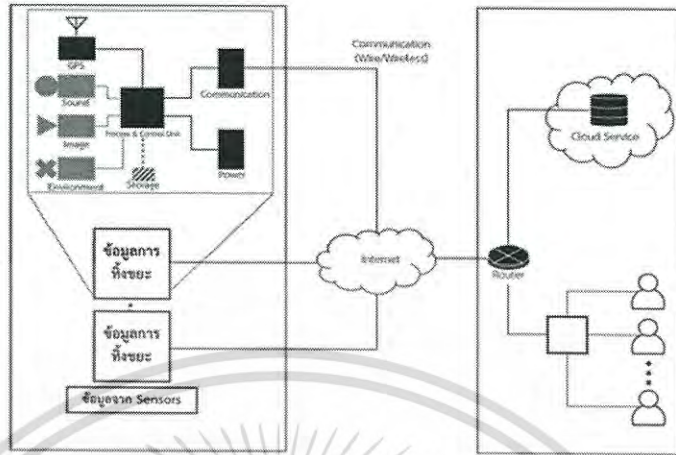 GPS
Sound
Image
Environment
Process & Control Unit
Storage
Communication
Power
ข้อมูลการ
ทิ้งขยะ
ข้อมูลการ
ทิ้งขยะ
ข้อมูลจาก Sensors
Communication
(Wire/Wireless)
Internet
Router
Cloud Service